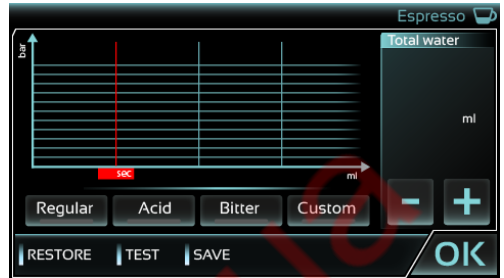 Espresso
bar
Total water
ml
sec
ml
Regular Acid Bitter Custom
- +
RESTORE TEST SAVE
OK